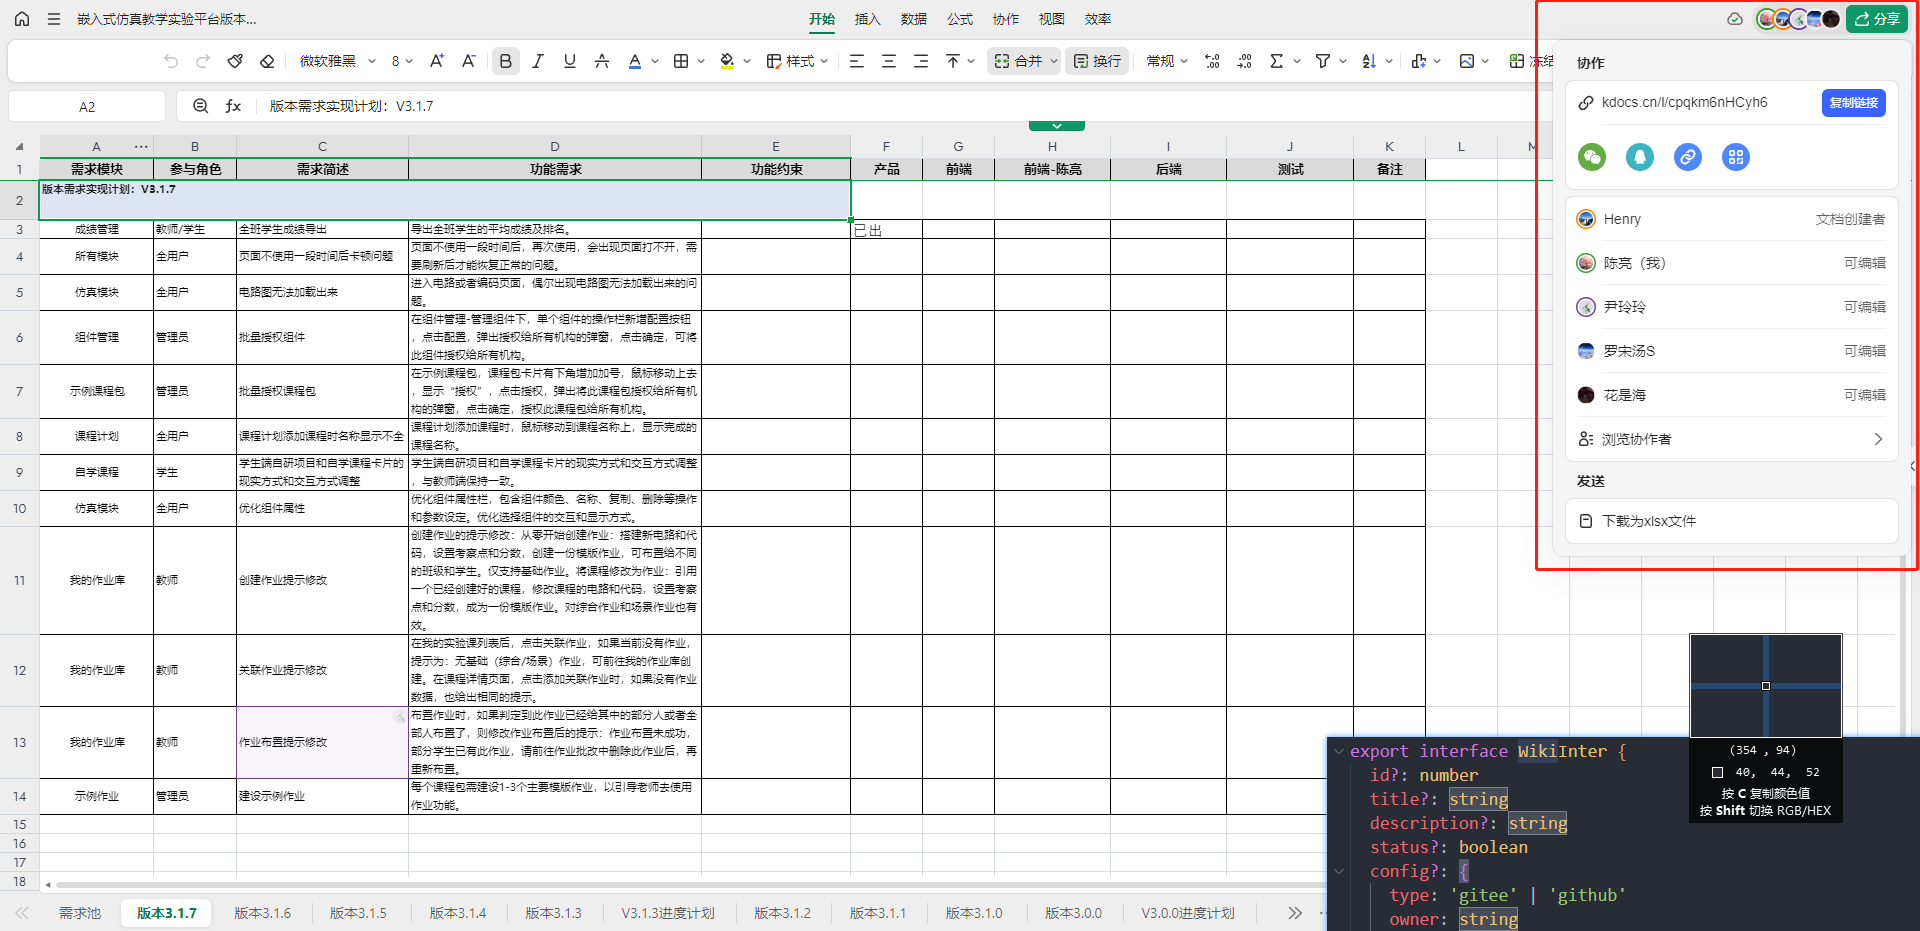 嵌入式仿真教学实验平台版本...
开始 插入 数据 公式 协作 视图 效率
分享
微软雅黑 8 B I U A 样式 合并 换行 常规 冻结
A2 fx 版本需求实现计划：V3.1.7
A B C D E F G H I J K L M
1 需求模块 参与角色 需求简述 功能需求 功能约束 产品 前端 前端-陈亮 后端 测试 备注
2 版本需求实现计划：V3.1.7
3 成绩管理 教师/学生 全班学生成绩导出 导出全班学生的平均成绩及排名。 已出
4 所有模块 全用户 页面不使用一段时间后卡顿问题 页面不使用一段时间后，再次使用，会出现页面打不开，需
要刷新后才能恢复正常的问题。
5 仿真模块 全用户 电路图无法加载出来 进入电路或者编码页面，偶尔出现电路图无法加载出来的问
题。
6 组件管理 管理员 批量授权组件 在组件管理-管理组件下，单个组件的操作栏新增配置按钮
，点击配置，弹出授权给所有机构的弹窗，点击确定，可将
此组件授权给所有机构。
7 示例课程包 管理员 批量授权课程包 在示例课程包，课程包卡片有下角增加加号，鼠标移动上去
，显示“授权”，点击授权，弹出将此课程包授权给所有机
构的弹窗，点击确定，授权此课程包给所有机构。
8 课程计划 全用户 课程计划添加课程时名称显示不全 课程计划添加课程时，鼠标移动到课程名称上，显示完成的
课程名称。
9 自学课程 学生 学生端自研项目和自学课程卡片的 学生端自研项目和自学课程卡片的现实方式和交互方式调整
现实方式和交互方式调整 ，与教师端保持一致。
10 仿真模块 全用户 优化组件属性 优化组件属性栏，包含组件颜色、名称、复制、删除等操作
和参数设定。优化选择组件的交互和显示方式。
11 我的作业库 教师 创建作业提示修改 创建作业的提示修改：从零开始创建作业：搭建新电路和代
码，设置考察点和分数，创建一份模版作业，可布置给不同
的班级和学生。仅支持基础作业。将课程修改为作业：引用
一个已经创建好的课程，修改课程的电路和代码，设置考察
点和分数，成为一份模版作业。对综合作业和场景作业也有
效。
12 我的作业库 教师 关联作业提示修改 在我的实验课列表后，点击关联作业，如果当前没有作业，
提示为：无基础（综合/场景）作业，可前往我的作业库创
建。在课程详情页面，点击添加关联作业时，如果没有作业
数据，也给出相同的提示。
13 我的作业库 教师 作业布置提示修改 布置作业时，如果判定到此作业已经给其中的部分人或者全
部人布置了，则修改作业布置后的提示：作业布置未成功，
部分学生已有此作业，请前往作业批改中删除此作业后，再
重新布置。
14 示例作业 管理员 建设示例作业 每个课程包需建设1-3个主要模版作业，以引导老师去使用
作业功能。
15
16
17
18
需求池 版本3.1.7 版本3.1.6 版本3.1.5 版本3.1.4 版本3.1.3 V3.1.3进度计划 版本3.1.2 版本3.1.1 版本3.1.0 版本3.0.0 V3.0.0进度计划
协作
kdocs.cn/l/cpqkm6nHCyh6 复制链接
Henry 文档创建者
陈亮（我） 可编辑
尹玲玲 可编辑
罗宋汤S 可编辑
花是海 可编辑
浏览协作者
发送
下载为xlsx文件
(354 , 94)
40, 44, 52
按 C 复制颜色值
按 Shift 切换 RGB/HEX
export interface WikiInter {
id?: number
title?: string
description?: string
status?: boolean
config?: {
type: 'gitee' | 'github'
owner: string